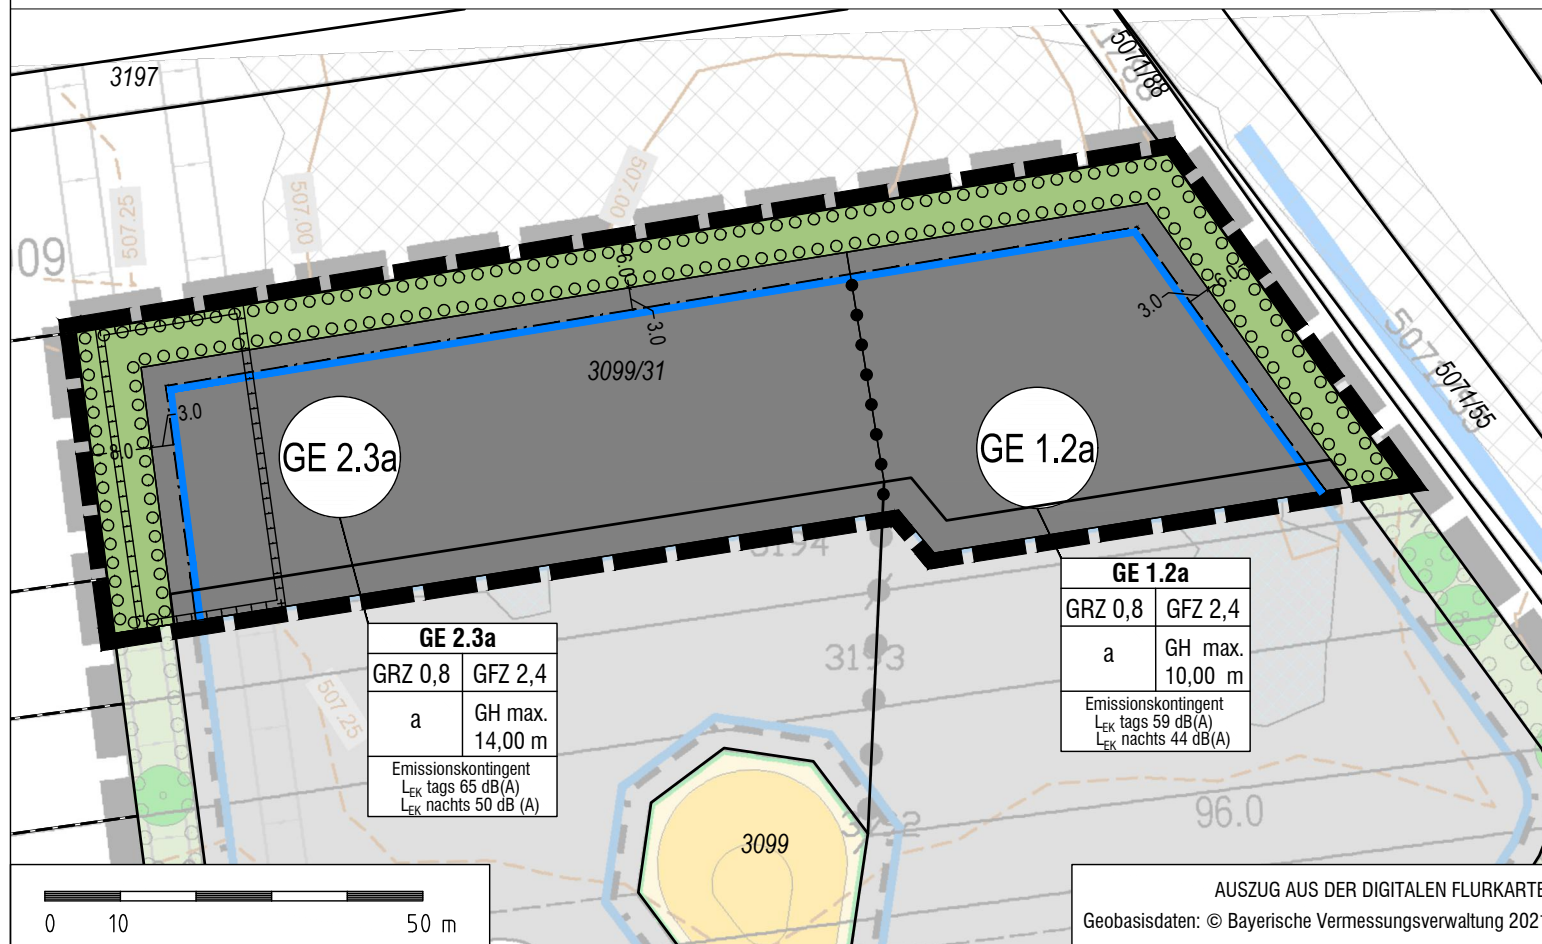 3197
5071/88
507.25
507.00
507.00
09
6.0
3.0
6.0
3.0
3099/31
5071/55
3.0
8.0
GE 2.3a
GE 1.2a
3194
GE 1.2a
GRZ 0,8 GFZ 2,4
a GH max.
10,00 m
Emissionskontingent
LEK tags 59 dB(A)
LEK nachts 44 dB(A)
GE 2.3a
GRZ 0,8 GFZ 2,4
a GH max.
14,00 m
Emissionskontingent
LEK tags 65 dB(A)
LEK nachts 50 dB (A)
3193
507.25
96.0
3099
0 10 50 m
AUSZUG AUS DER DIGITALEN FLURKARTE
Geobasisdaten: © Bayerische Vermessungsverwaltung 2021